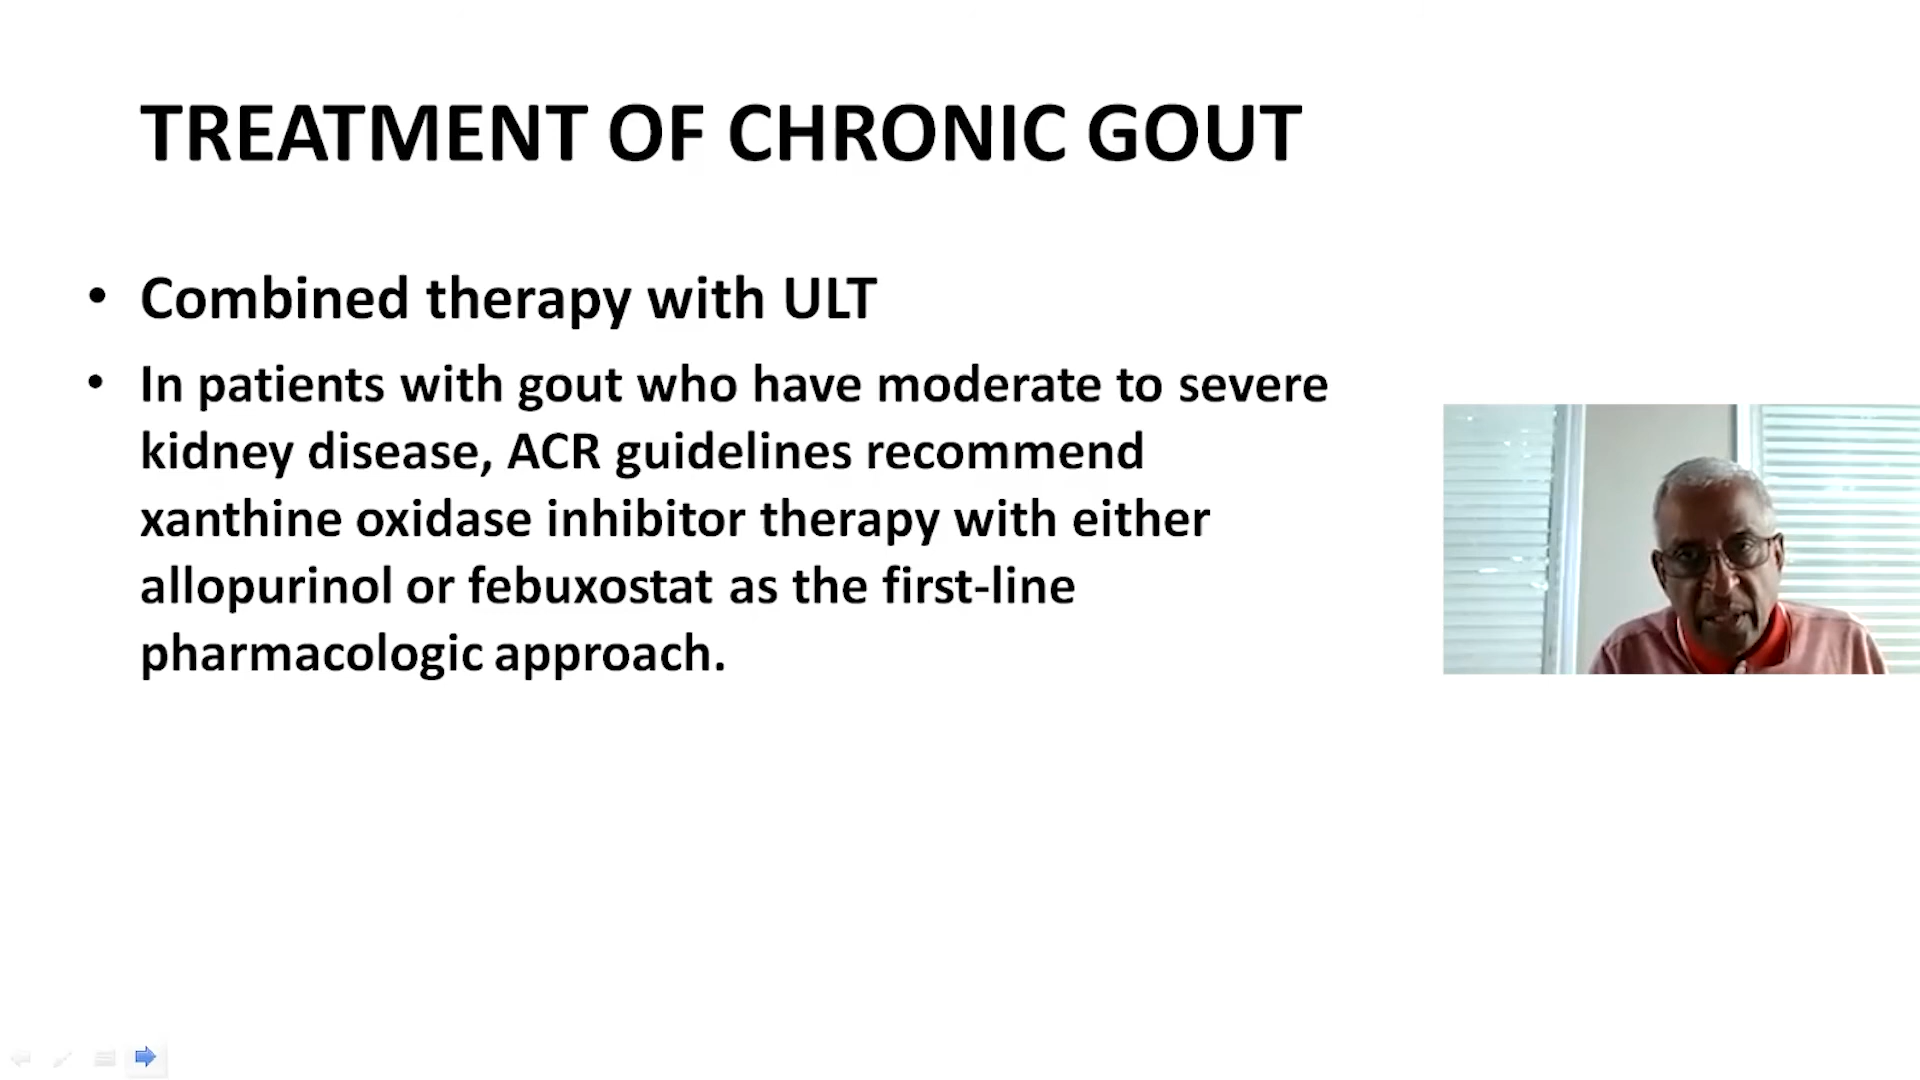 TREATMENT OF CHRONIC GOUT
• Combined therapy with ULT
• In patients with gout who have moderate to severe
kidney disease, ACR guidelines recommend
xanthine oxidase inhibitor therapy with either
allopurinol or febuxostat as the first-line
pharmacologic approach.